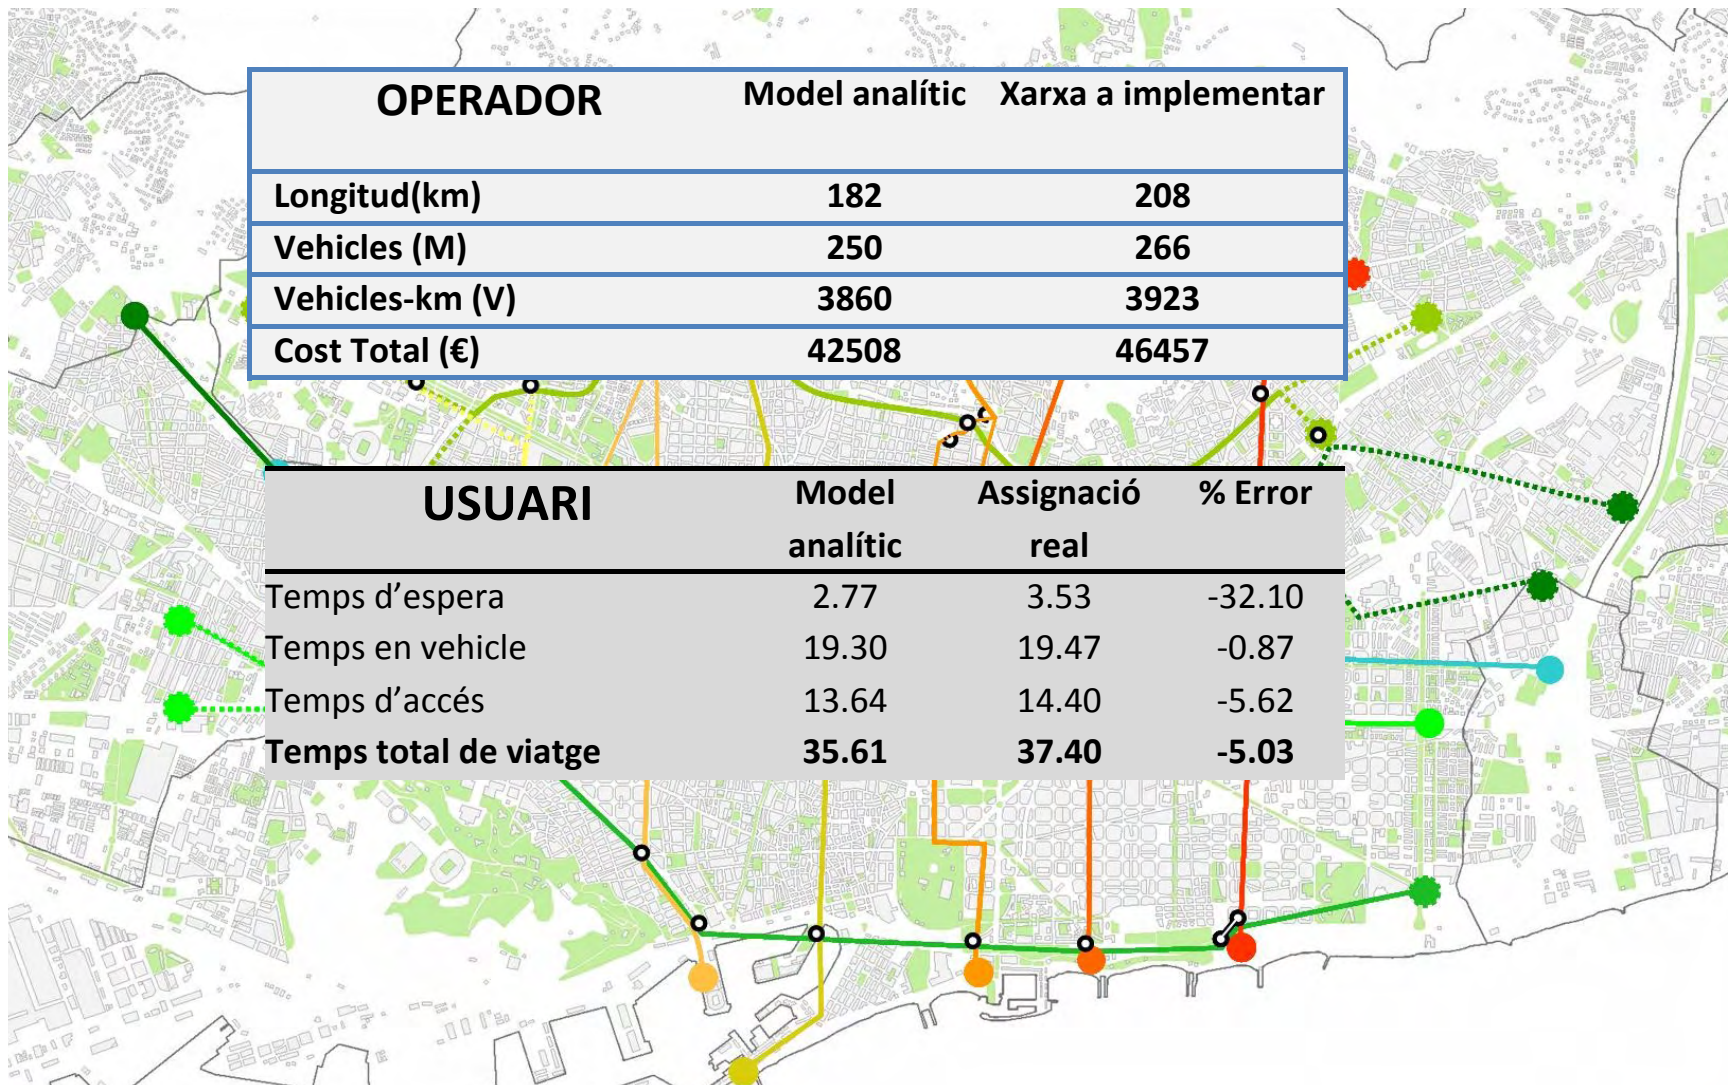 OPERADOR Model analític Xarxa a implementar
Longitud(km) 182 208
Vehicles (M) 250 266
Vehicles-km (V) 3860 3923
Cost Total (€) 42508 46457
USUARI Model Assignació % Error
analític real
Temps d’espera 2.77 3.53 -32.10
Temps en vehicle 19.30 19.47 -0.87
Temps d’accés 13.64 14.40 -5.62
Temps total de viatge 35.61 37.40 -5.03